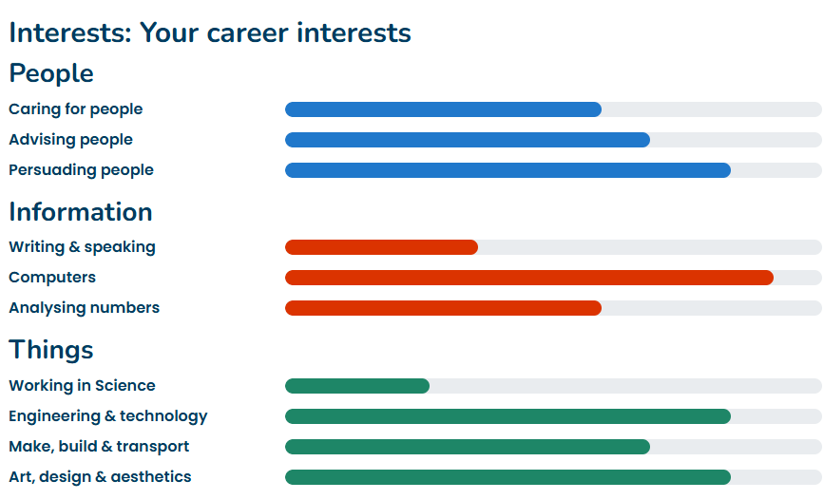 Interests: Your career interests
People
Caring for people
Advising people
Persuading people
Information
Writing & speaking
Computers
Analysing numbers
Things
Working in Science
Engineering & technology
Make, build & transport
Art, design & aesthetics